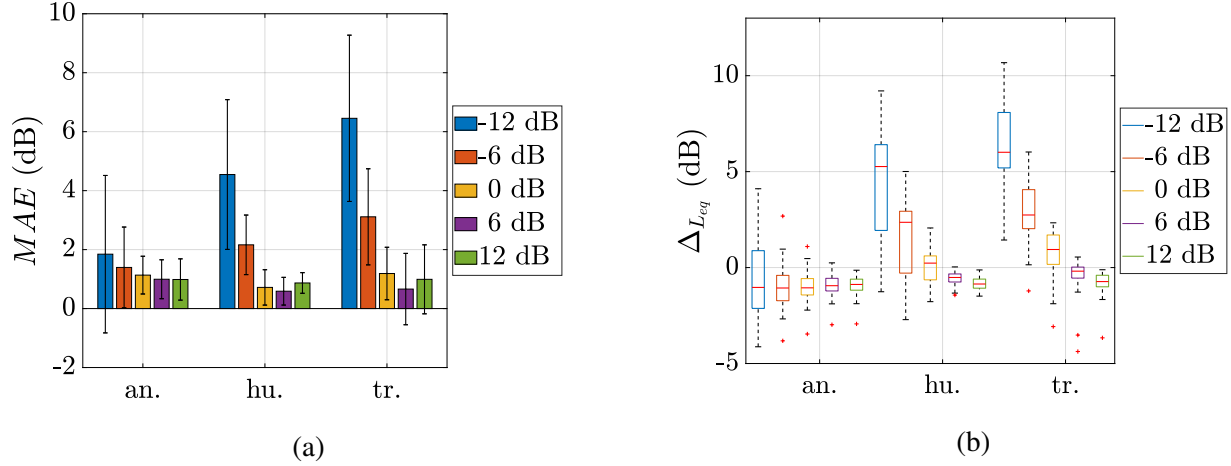 10
8
6
4
2
0
-2
MAE (dB)
an. hu. tr.
-12 dB
-6 dB
0 dB
6 dB
12 dB
(a)
10
5
0
-5
Δ_{L_{eq}} (dB)
an. hu. tr.
-12 dB
-6 dB
0 dB
6 dB
12 dB
(b)